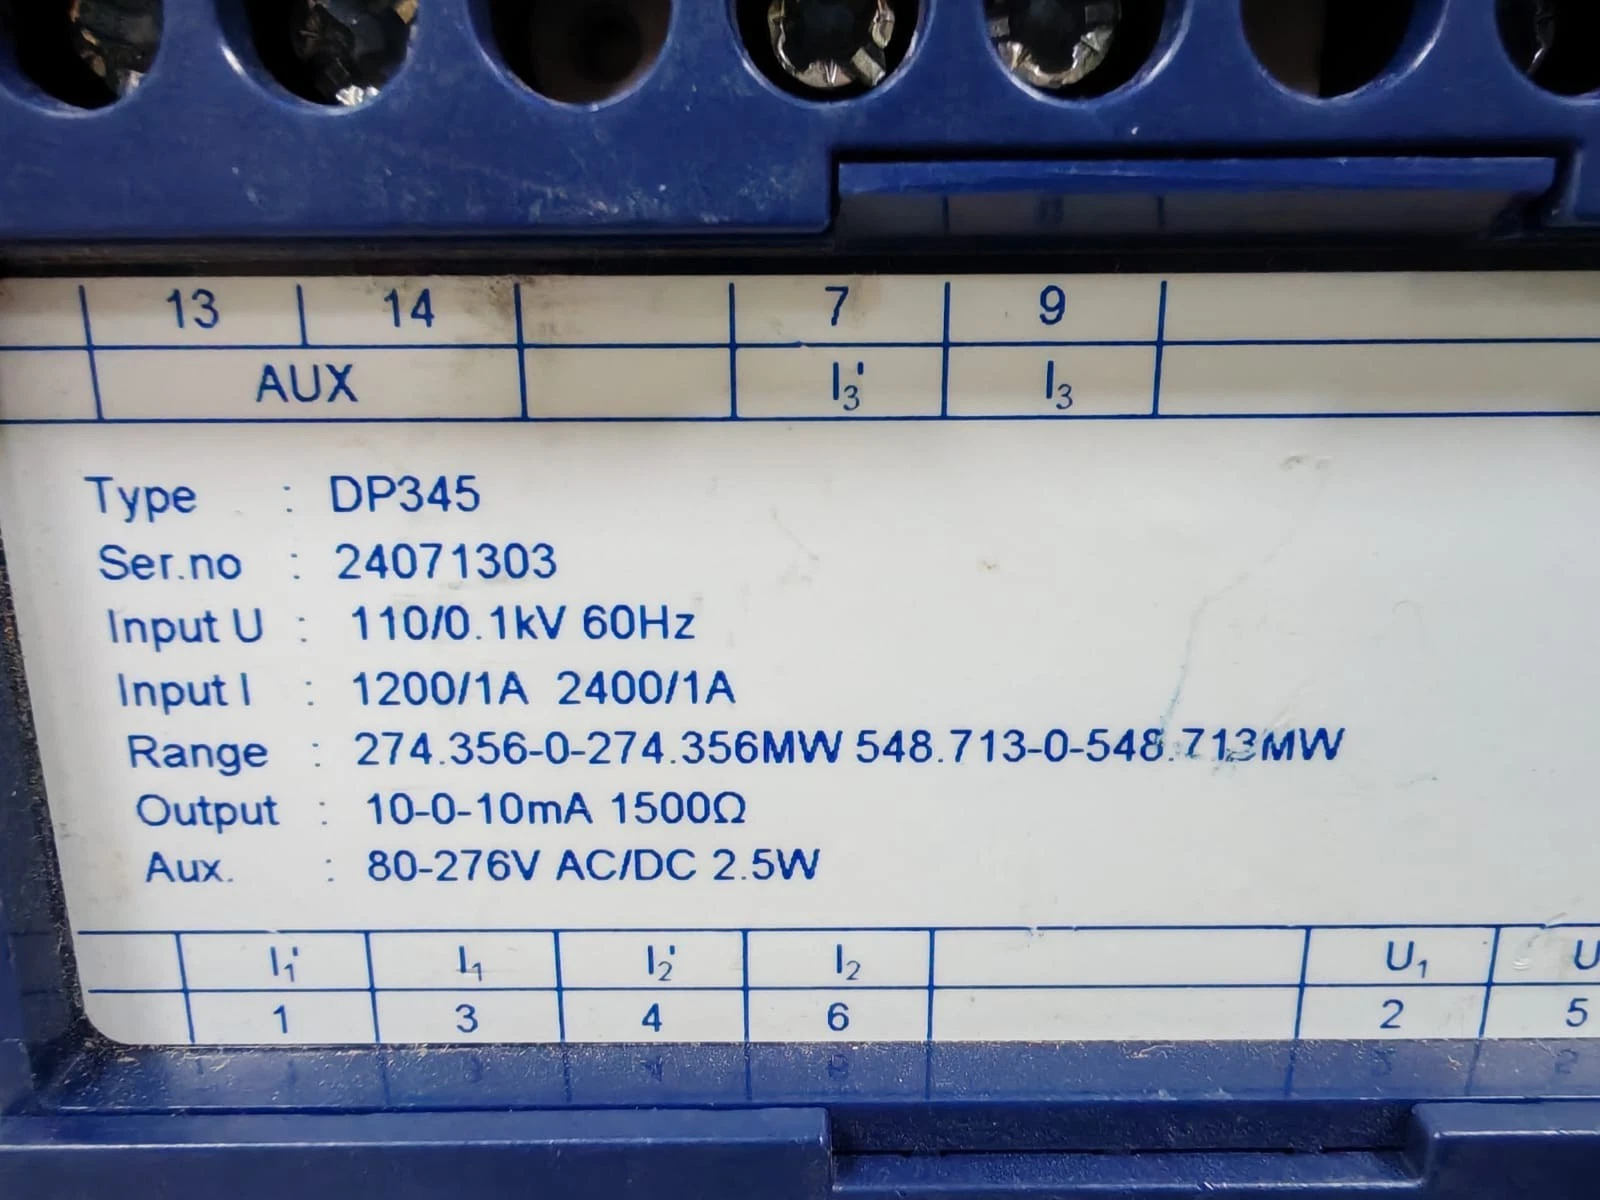 13 14 7 9
AUX I₃' I₃
Type : DP345
Ser.no : 24071303
Input U : 110/0.1kV 60Hz
Input I : 1200/1A 2400/1A
Range : 274.356-0-274.356MW 548.713-0-548.713MW
Output : 10-0-10mA 1500Ω
Aux. : 80-276V AC/DC 2.5W
I₁' I₁ I₂' I₂ U₁ U
1 3 4 6 2 5